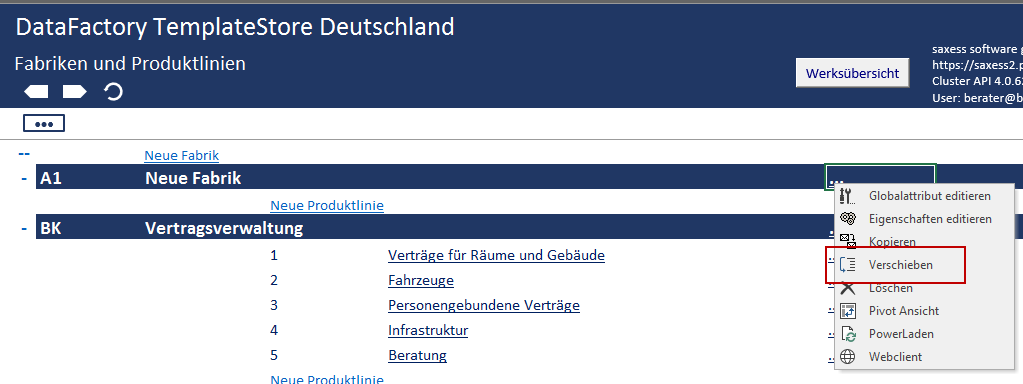 DataFactory TemplateStore Deutschland
Fabriken und Produktlinien
Werksübersicht
saxess software g
https://saxess2.p
Cluster API 4.0.63
User: berater@b
...
-- Neue Fabrik
- A1 Neue Fabrik ...
Neue Produktlinie
- BK Vertragsverwaltung
1 Verträge für Räume und Gebäude
2 Fahrzeuge
3 Personengebundene Verträge
4 Infrastruktur
5 Beratung
Neue Produktlinie
Globalattribut editieren
Eigenschaften editieren
Kopieren
Verschieben
Löschen
Pivot Ansicht
PowerLaden
Webclient